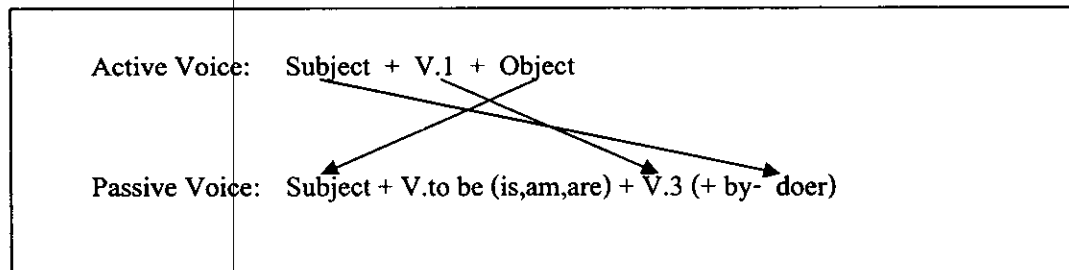 Active Voice: Subject + V.1 + Object
Passive Voice: Subject + V.to be (is,am,are) + V.3 (+ by- doer)